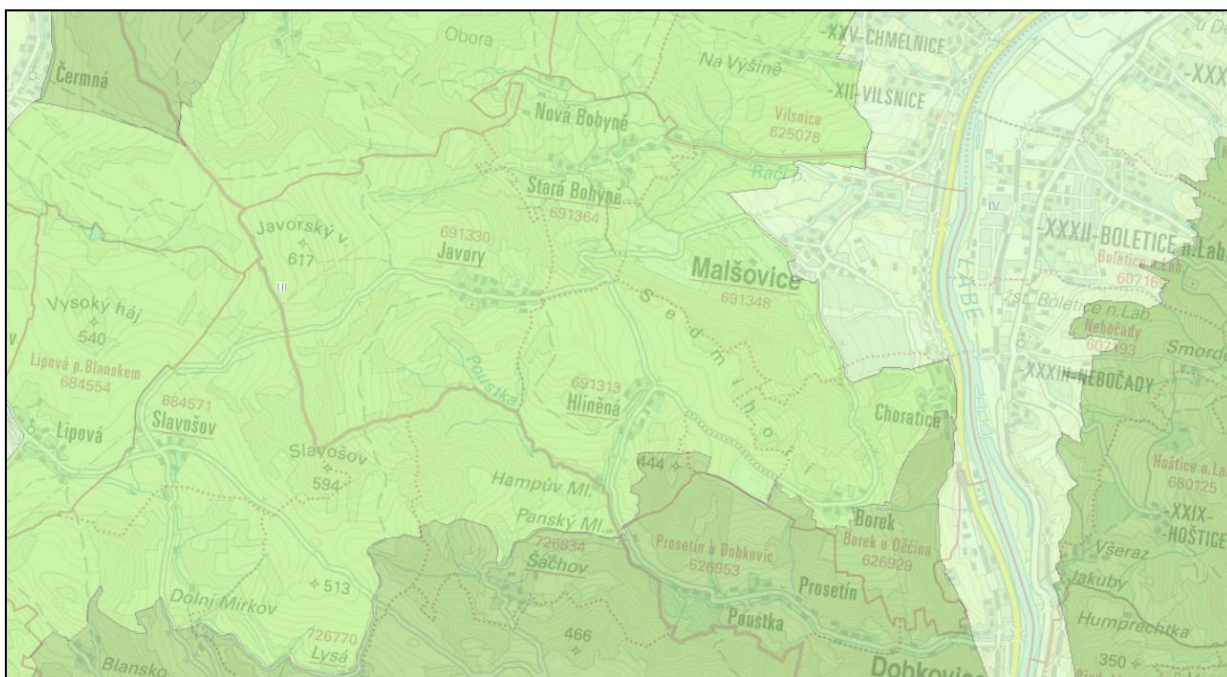 Obora
-XXV-CHMELNICE
Na Výšině
Čermná
-XII-VILSNICE
Nová Bobyně
Vilsnice
625078
Stará Bobyně
691364
IV.
Javorský v.
617
691330
Javory
-XXXII-BOLETICE n.Lab
Boletice n.Lab
Malšovice
691348
LABE
III
Sedmihoří
Vysoký háj
540
žst. Boletice n.Lab.
Nebočady
607193
Lipová p.Blanskem
684554
Poustka
691313
Hliněná
-XXXIII-NEBOČADY
684571
Slavošov
Choratice
Lipová
Slavošov
594
444
Hoštice n.La
680125
Hampův Ml.
Panský Ml.
Borek
Borek u Děčína
626929
-XXIX-
-HOŠTICE
726834
Šachov
Prosetín u Dobkovic
626953
Všeraz
Jakuby
513
Prosetín
Dolní Mirkov
Poustka
Humprechtka
726770
Lysá
466
Blansko
Dobkovice
350